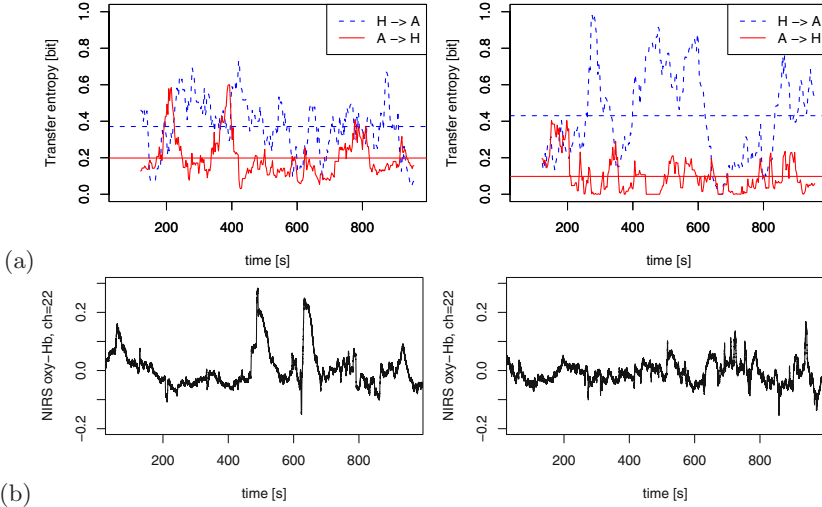 H −> A
A −> H
Transfer entropy [bit]
0.0 0.2 0.4 0.6 0.8 1.0
200 400 600 800
time [s]
H −> A
A −> H
Transfer entropy [bit]
0.0 0.2 0.4 0.6 0.8 1.0
200 400 600 800
time [s]
(a)
NIRS oxy−Hb, ch=22
−0.2 0.0 0.2
200 400 600 800
time [s]
NIRS oxy−Hb, ch=22
−0.2 0.0 0.2
200 400 600 800
time [s]
(b)